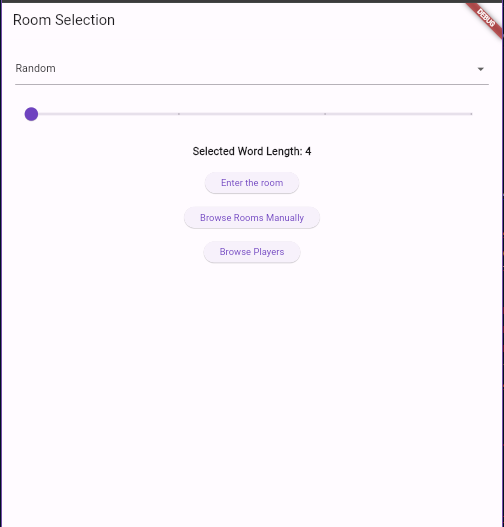 Room Selection
DEBUG
Random
Selected Word Length: 4
Enter the room
Browse Rooms Manually
Browse Players